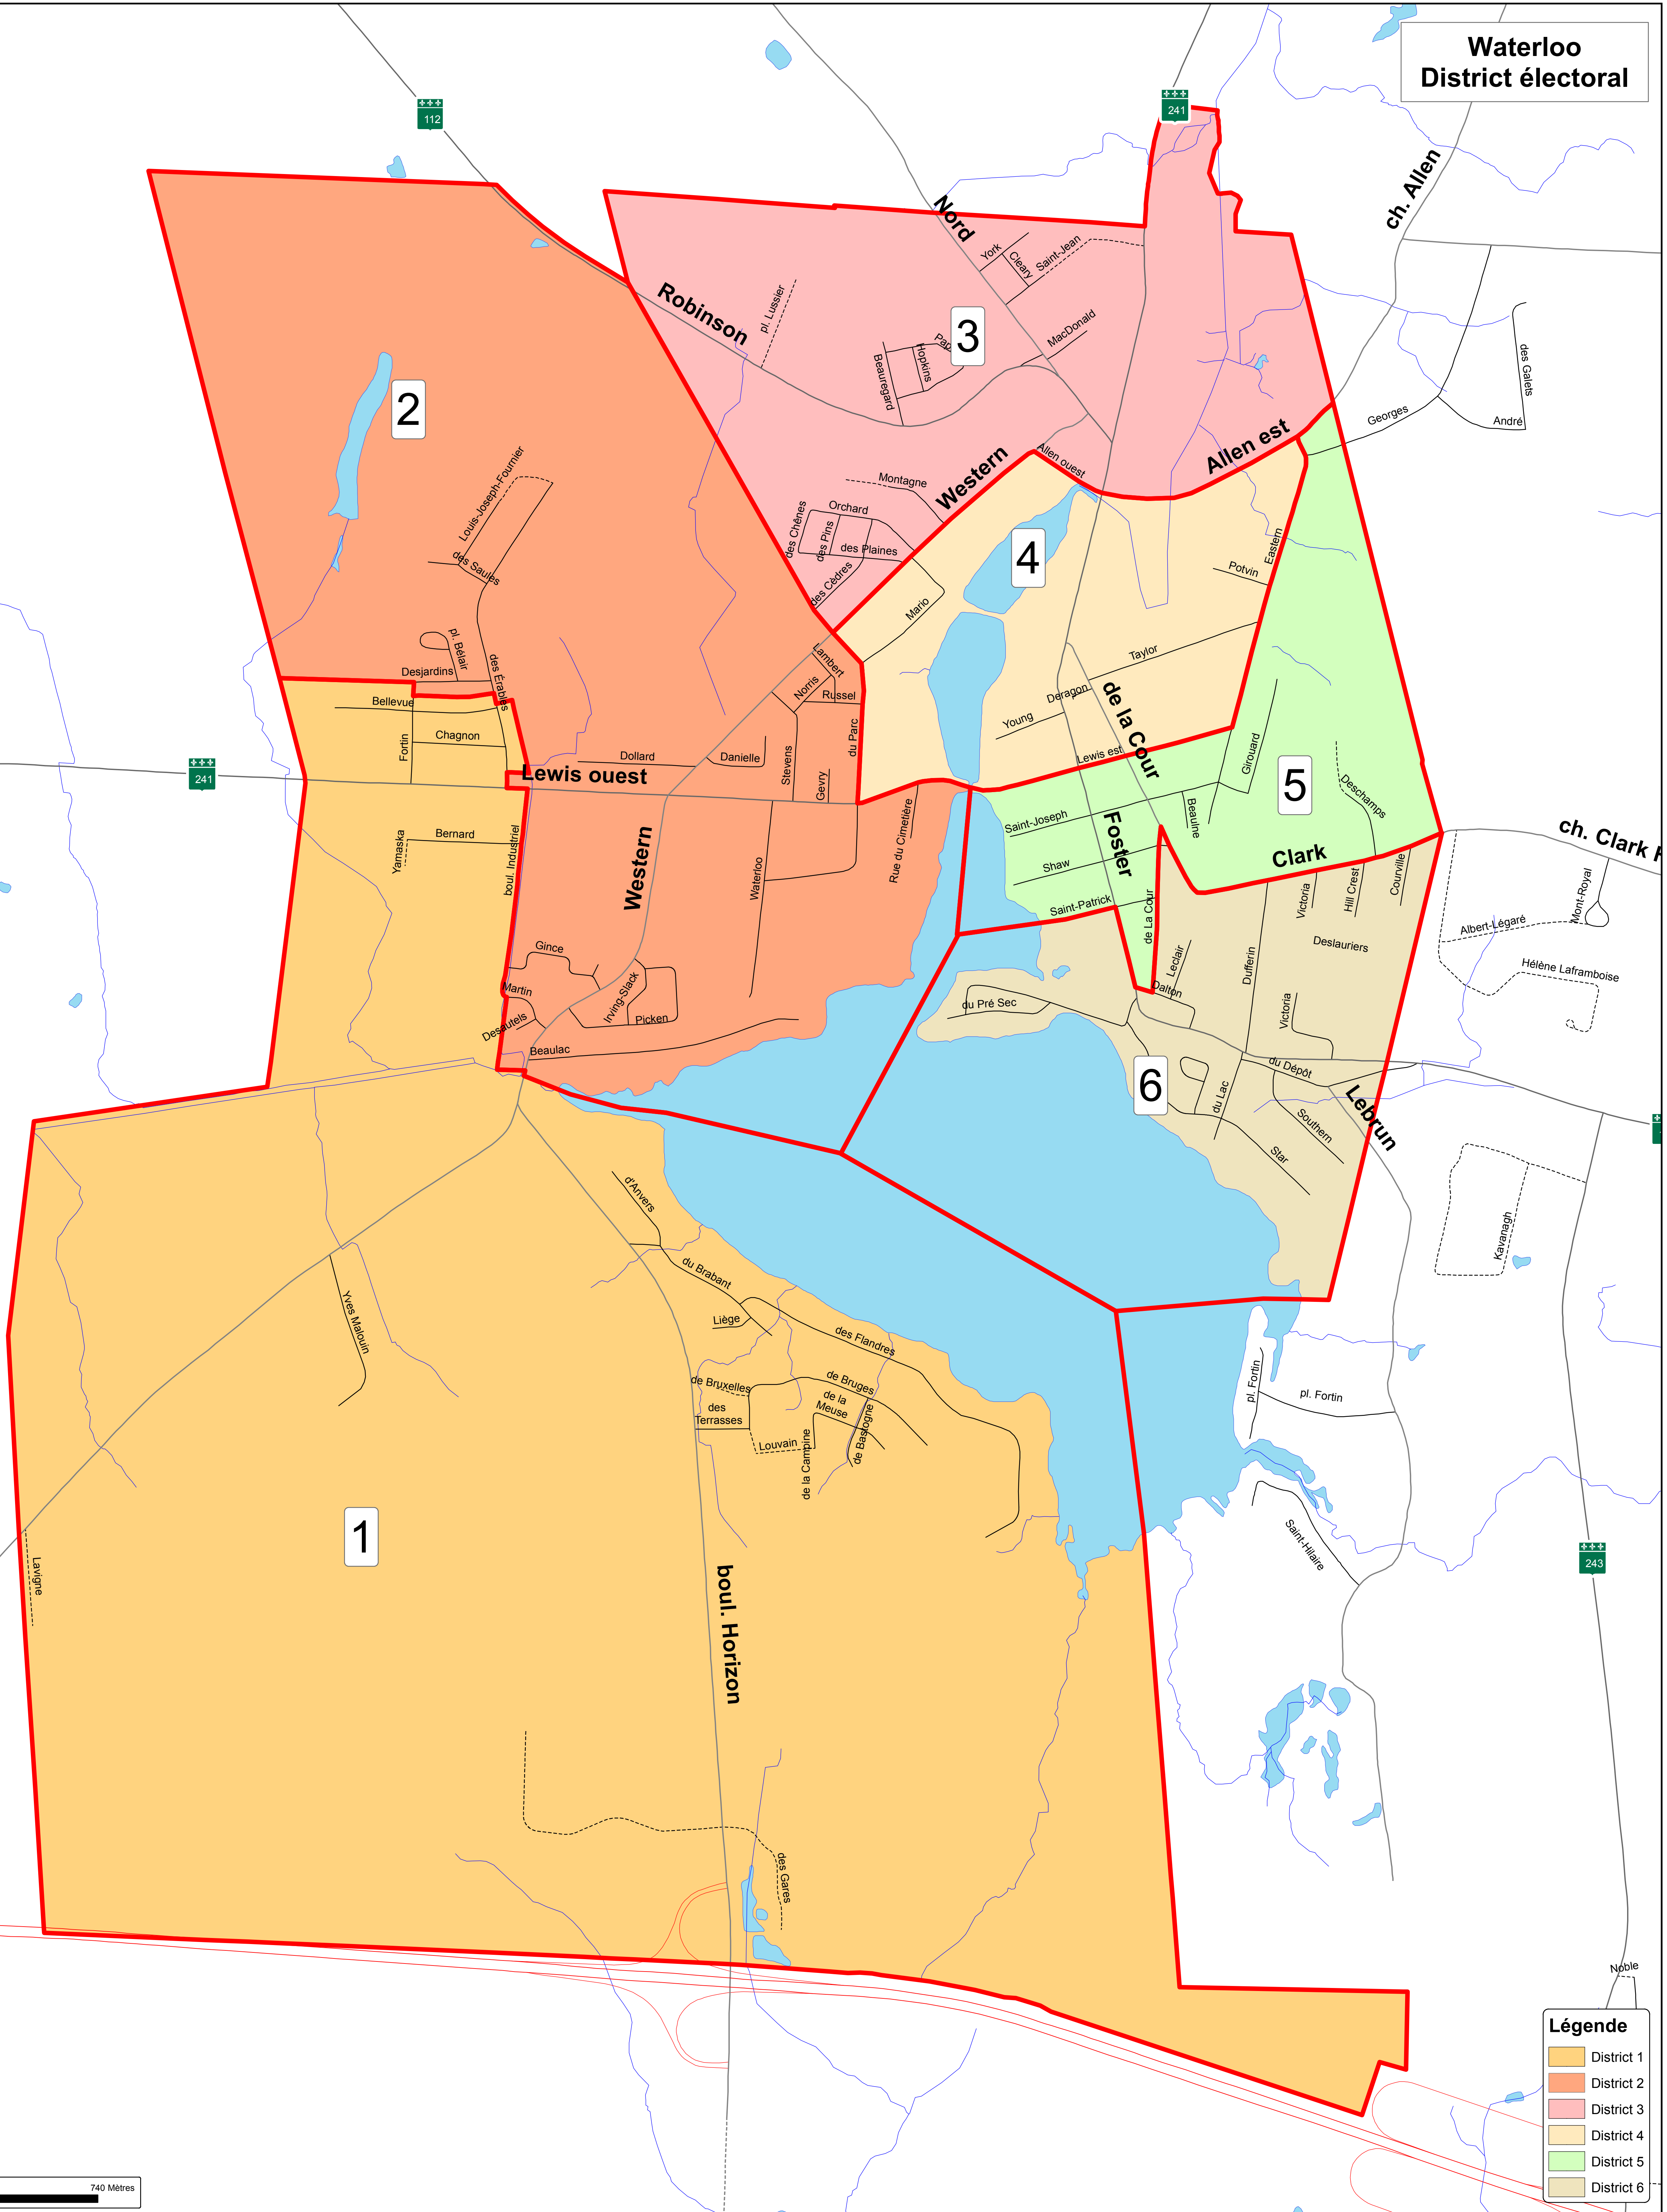 Waterloo
District électoral
112
241
ch. Allen
Nord
York
Cleary
Saint-Jean
Robinson
pl. Lussier
3
MacDonald
Hopkins
Beauregard
des Galets
Georges
André
2
Allen est
Allen ouest
Western
Louis-Joseph-Fournier
des Saules
Montagne
Orchard
des Chênes
des Pins
des Plaines
des Cèdres
4
Eastern
Potvin
Mario
Taylor
Deragon
Young
de la Cour
Lewis est
pl. Bélair
Desjardins
des Érables
Lambert
Norris
Russel
Bellevue
Fortin
Chagnon
Dollard
Danielle
Stevens
Gevry
du Parc
241
Lewis ouest
Girouard
5
Deschamps
Saint-Joseph
Beaulne
Foster
Shaw
Clark
ch. Clark
Yamaska
Bernard
boul. Industriel
Western
Waterloo
Rue du Cimetière
Saint-Patrick
de La Cour
Victoria
Hill Crest
Courville
Mont-Royal
Albert-Légaré
Hélène Laframboise
Leclair
Dufferin
Deslauriers
Gince
Martin
Desautels
Irving-Slack
Picken
Beaulac
du Pré Sec
Dalton
Victoria
6
du Dépôt
du Lac
Southern
Star
Lebrun
Kavanagh
d'Anvers
du Brabant
Liège
des Flandres
Yves Malouin
de Bruxelles
de Bruges
des
Terrasses
de la
Meuse
Louvain
de la Campine
de Bastogne
pl. Fortin
pl. Fortin
Saint-Hilaire
243
1
Lavigne
boul. Horizon
des Gares
Noble
Légende
District 1
District 2
District 3
District 4
District 5
District 6
740 Mètres